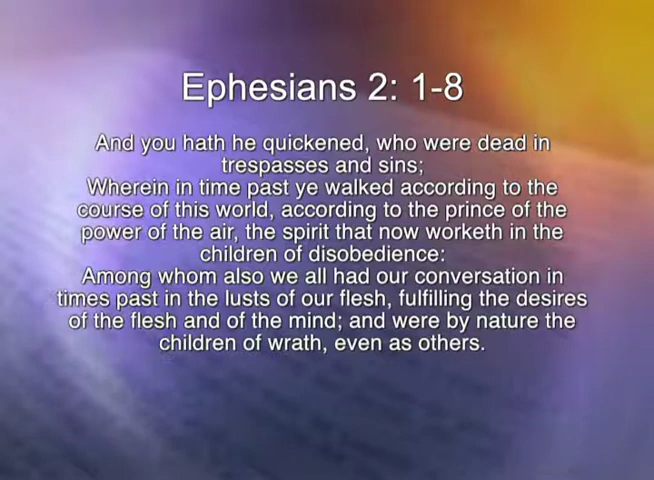 Ephesians 2: 1-8
And you hath he quickened, who were dead in
trespasses and sins;
Wherein in time past ye walked according to the
course of this world, according to the prince of the
power of the air, the spirit that now worketh in the
children of disobedience:
Among whom also we all had our conversation in
times past in the lusts of our flesh, fulfilling the desires
of the flesh and of the mind; and were by nature the
children of wrath, even as others.